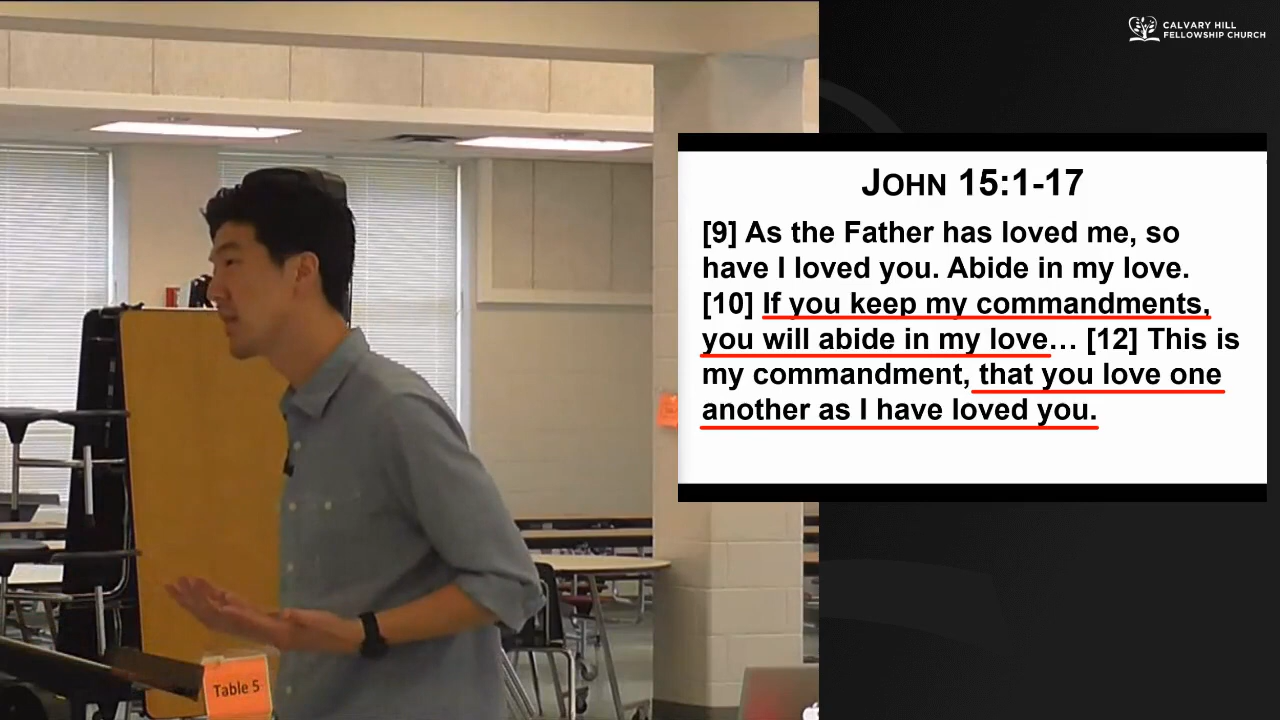 CALVARY HILL
FELLOWSHIP CHURCH
JOHN 15:1-17
[9] As the Father has loved me, so
have I loved you. Abide in my love.
[10] If you keep my commandments,
you will abide in my love… [12] This is
my commandment, that you love one
another as I have loved you.
Table 5